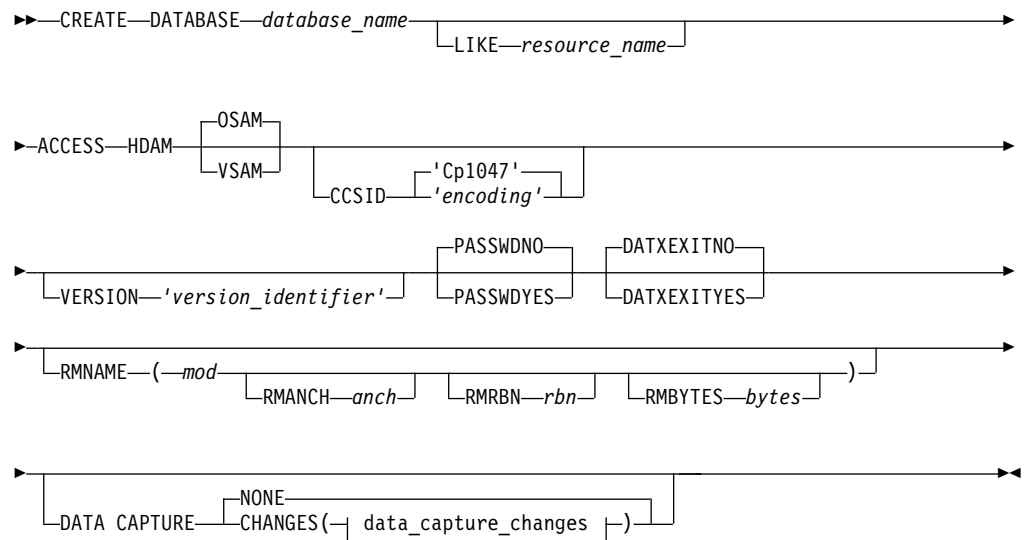 CREATE DATABASE database_name
LIKE resource_name
OSAM
ACCESS HDAM
VSAM
'Cp1047'
CCSID 'encoding'
PASSWDNO DATXEXITNO
VERSION 'version_identifier' PASSWDYES DATXEXITYES
RMNAME ( mod )
RMANCH anch RMRBN rbn RMBYTES bytes
NONE
DATA CAPTURE CHANGES( data_capture_changes )